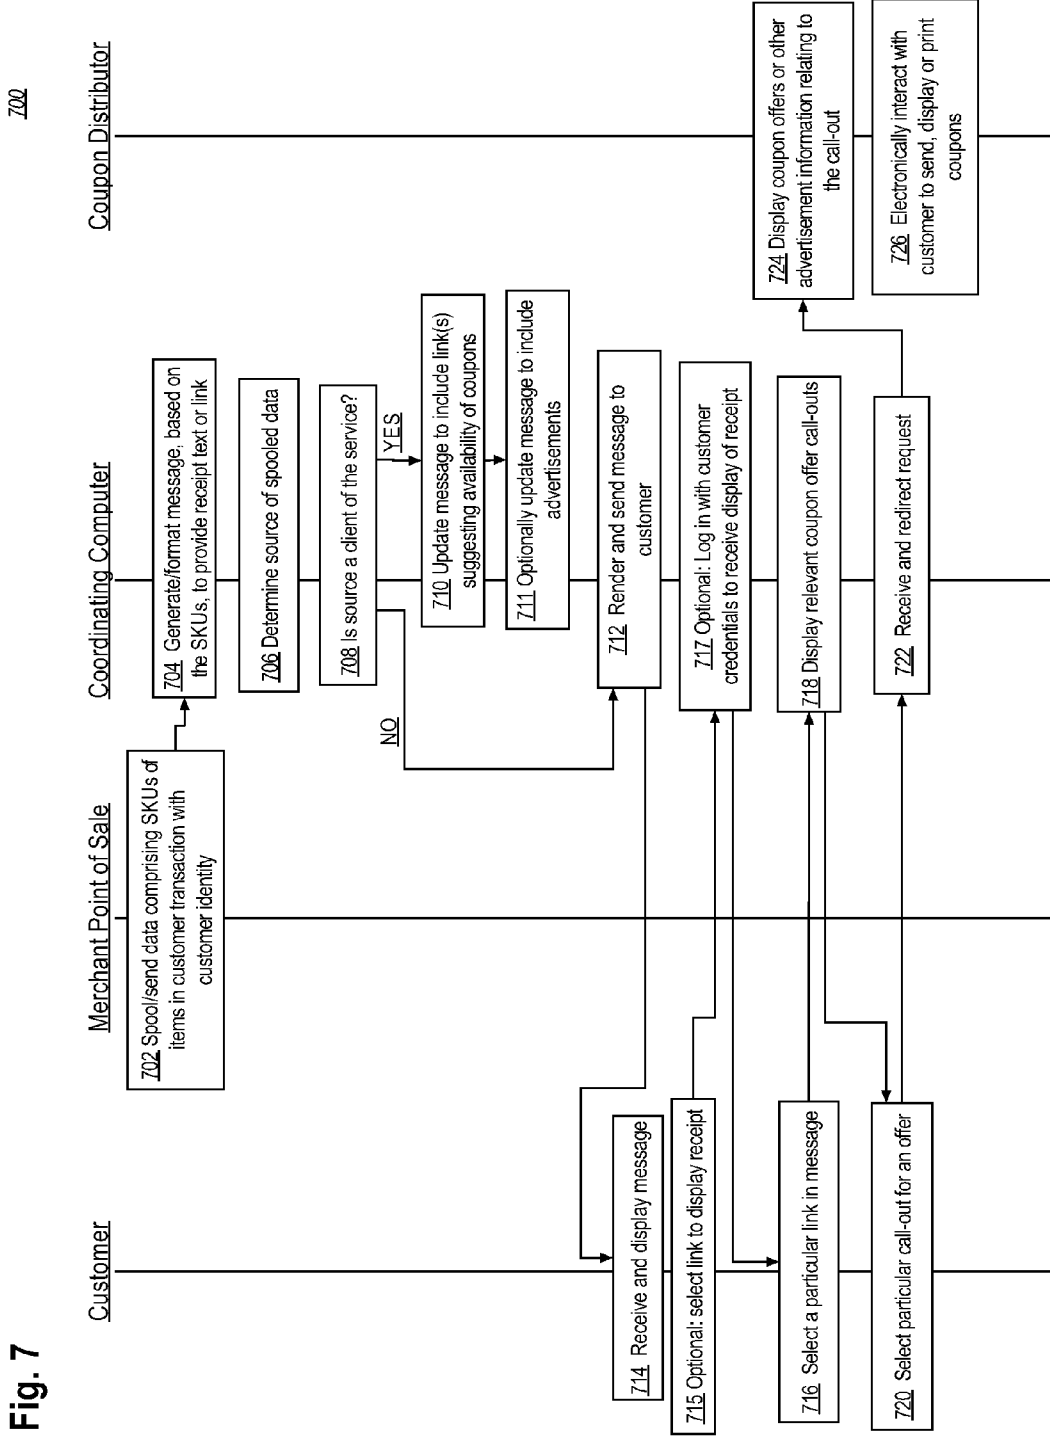 Fig. 7
700
Customer
Merchant Point of Sale
Coordinating Computer
Coupon Distributor
702 Spool/send data comprising SKUs of
items in customer transaction with
customer identity
704 Generate/format message, based on
the SKUs, to provide receipt text or link
706 Determine source of spooled data
708 Is source a client of the service?
NO
YES
710 Update message to include link(s)
suggesting availability of coupons
711 Optionally update message to include
advertisements
712 Render and send message to
customer
714 Receive and display message
715 Optional: select link to display receipt
717 Optional: Log in with customer
credentials to receive display of receipt
716 Select a particular link in message
718 Display relevant coupon offer call-outs
720 Select particular call-out for an offer
722 Receive and redirect request
724 Display coupon offers or other
advertisement information relating to
the call-out
726 Electronically interact with
customer to send, display or print
coupons